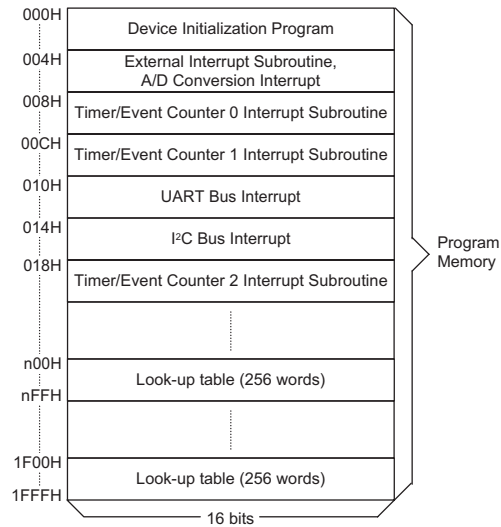 000H
Device Initialization Program
004H
External Interrupt Subroutine,
A/D Conversion Interrupt
008H
Timer/Event Counter 0 Interrupt Subroutine
00CH
Timer/Event Counter 1 Interrupt Subroutine
010H
UART Bus Interrupt
014H
I²C Bus Interrupt
018H
Timer/Event Counter 2 Interrupt Subroutine
Program
Memory
n00H
Look-up table (256 words)
nFFH
1F00H
Look-up table (256 words)
1FFFH
16 bits